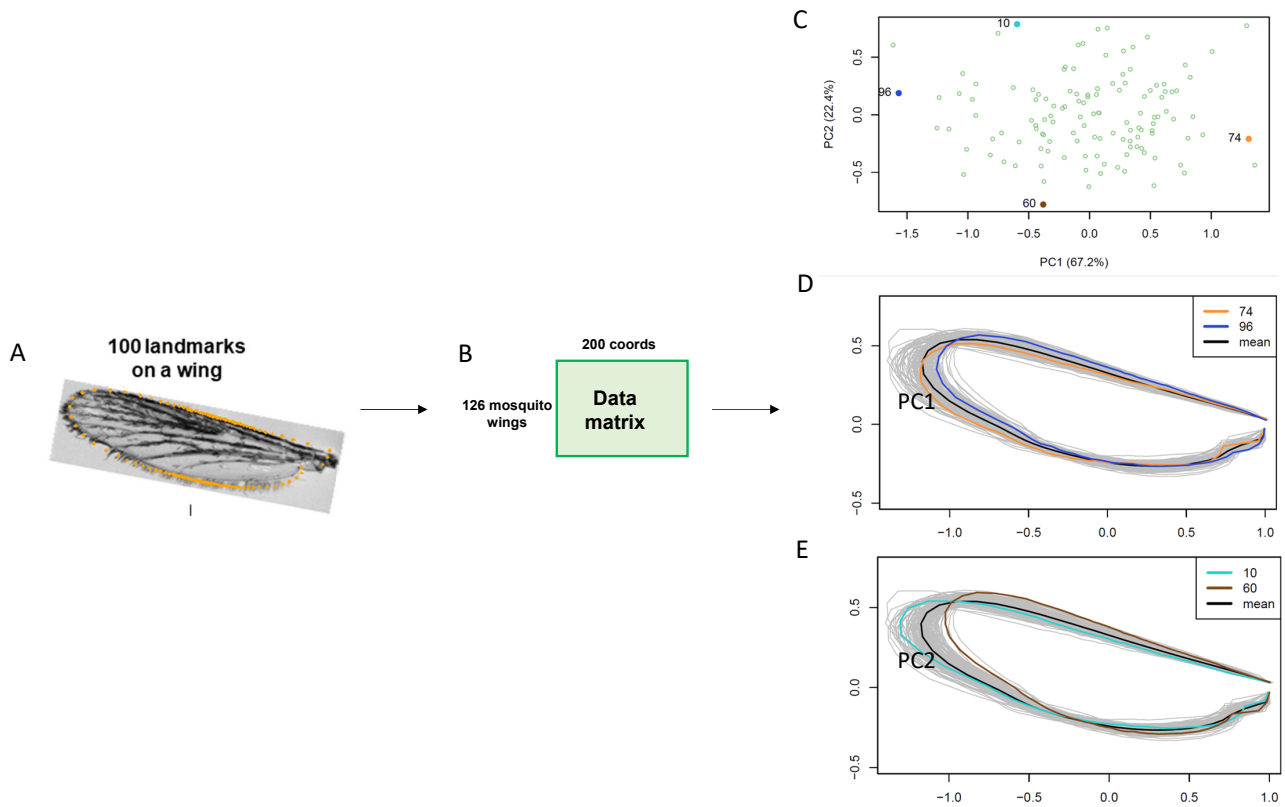 A
100 landmarks
on a wing
B
200 coords
126 mosquito
wings
Data
matrix
C
10
96
74
60
PC2 (22.4%)
0.5
0.0
−0.5
−1.5 −1.0 −0.5 0.0 0.5 1.0
PC1 (67.2%)
D
74
96
mean
PC1
0.5
0.0
−0.5
−1.0 −0.5 0.0 0.5 1.0
E
10
60
mean
PC2
0.5
0.0
−0.5
−1.0 −0.5 0.0 0.5 1.0